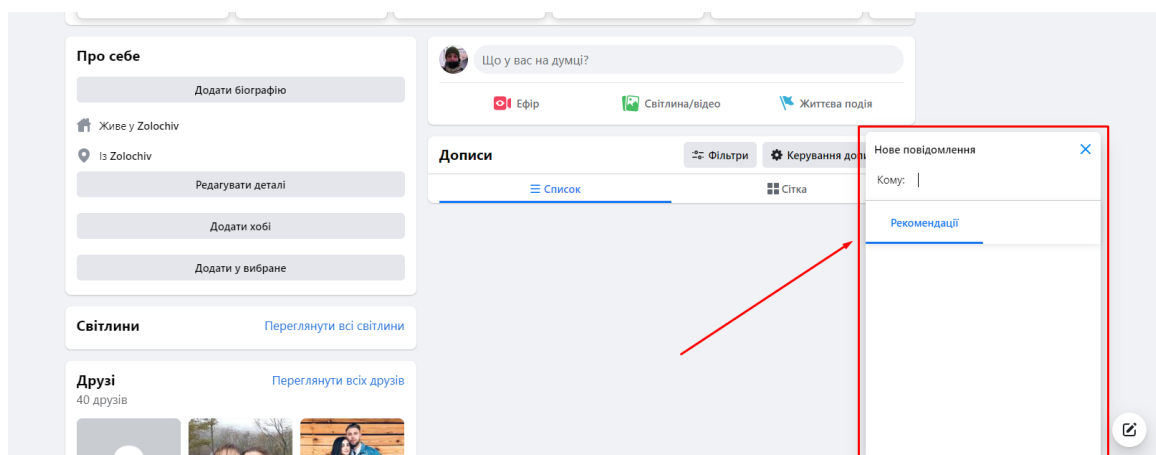 Про себе
Додати біографію
Живе у Zolochiv
Із Zolochiv
Редагувати деталі
Додати хобі
Додати у вибране
Світлини
Переглянути всі світлини
Друзі
Переглянути всіх друзів
40 друзів
Що у вас на думці?
Ефір
Світлина/відео
Життєва подія
Дописи
Фільтри
Керування
Список
Сітка
Нове повідомлення
Кому:
Рекомендації